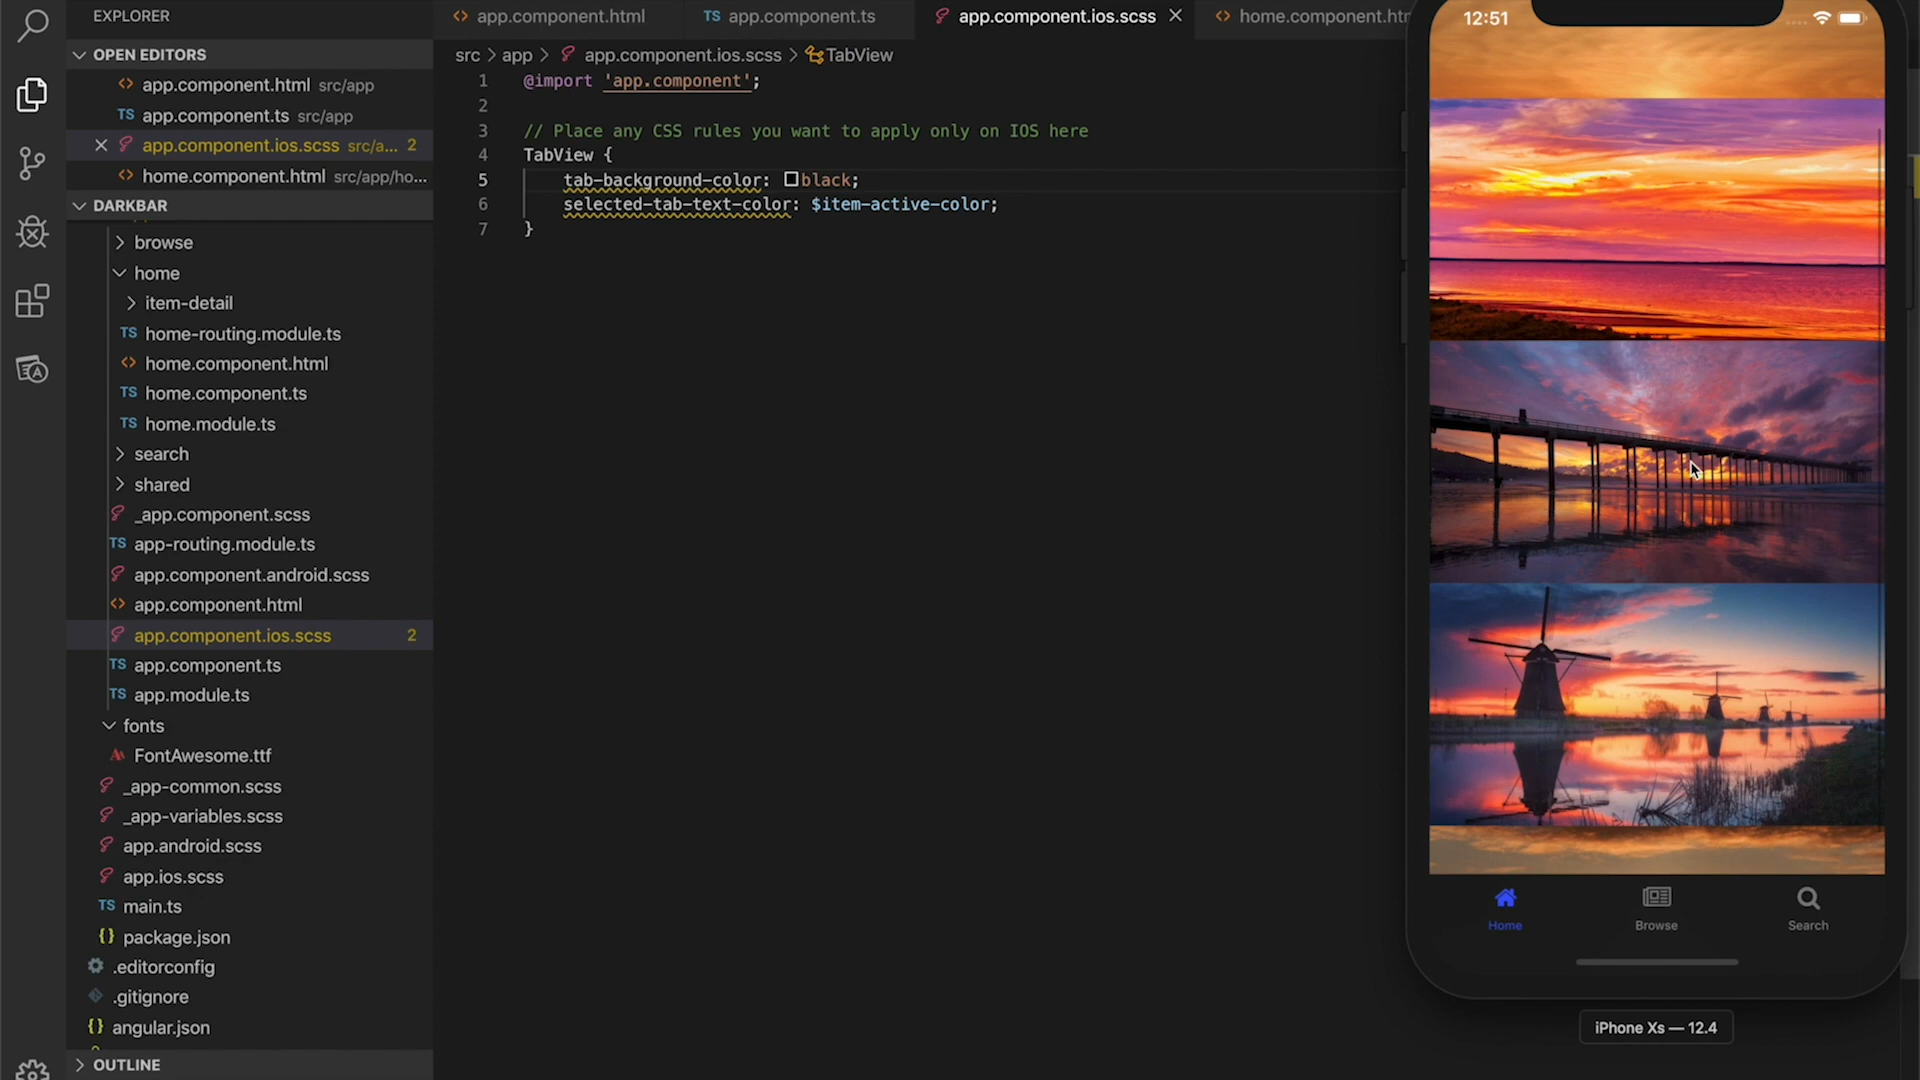 EXPLORER
OPEN EDITORS
app.component.html src/app
app.component.ts src/app
app.component.ios.scss src/a... 2
home.component.html src/app/ho...
DARKBAR
browse
home
item-detail
TS home-routing.module.ts
home.component.html
TS home.component.ts
TS home.module.ts
search
shared
_app.component.scss
TS app-routing.module.ts
app.component.android.scss
app.component.html
app.component.ios.scss 2
TS app.component.ts
TS app.module.ts
fonts
FontAwesome.ttf
_app-common.scss
_app-variables.scss
app.android.scss
app.ios.scss
TS main.ts
{} package.json
.editorconfig
.gitignore
{} angular.json
OUTLINE
app.component.html
TS app.component.ts
app.component.ios.scss
home.component.htr
src > app > app.component.ios.scss > TabView
1 @import 'app.component';
2
3 // Place any CSS rules you want to apply only on IOS here
4 TabView {
5 tab-background-color: black;
6 selected-tab-text-color: $item-active-color;
7 }
12:51
Home
Browse
Search
iPhone Xs — 12.4